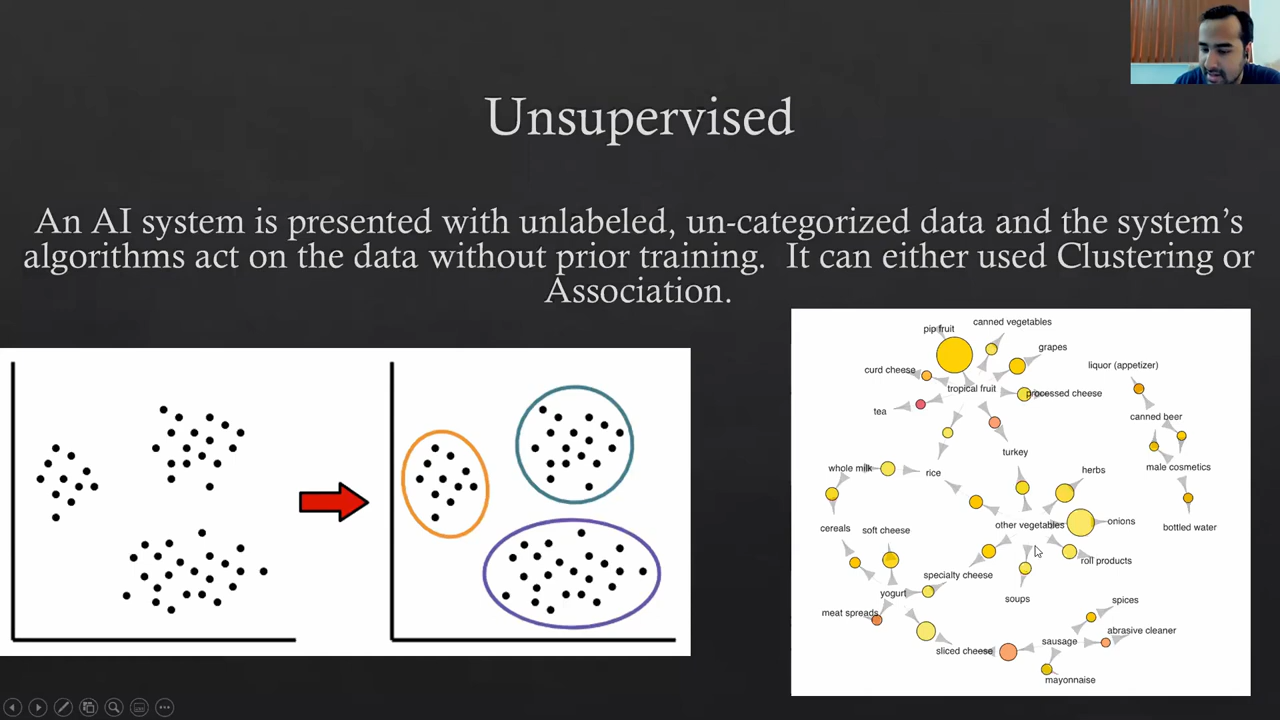 Unsupervised
An AI system is presented with unlabeled, un-categorized data and the system's
algorithms act on the data without prior training.  It can either used Clustering or
Association.
canned vegetables
pip fruit
grapes
liquor (appetizer)
curd cheese
tropical fruit
processed cheese
tea
canned beer
turkey
male cosmetics
whole milk
rice
herbs
other vegetables
onions
bottled water
cereals
soft cheese
roll products
specialty cheese
yogurt
soups
spices
meat spreads
abrasive cleaner
sausage
sliced cheese
mayonnaise